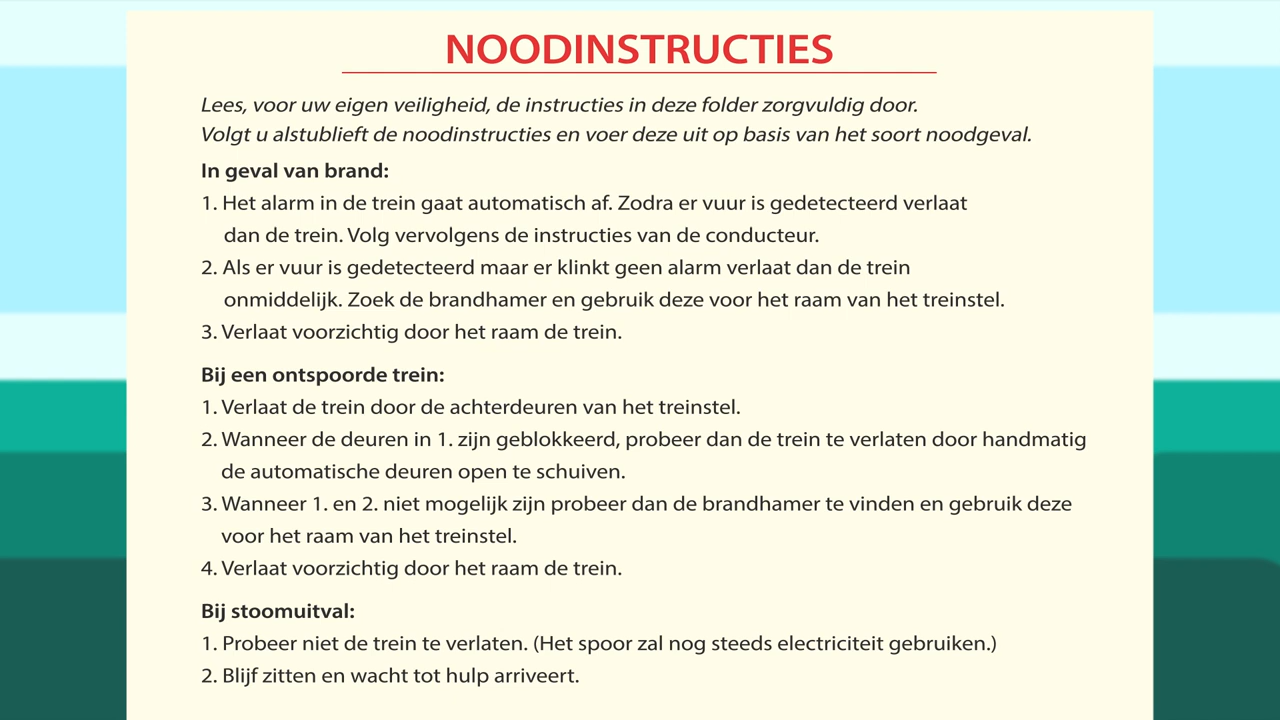 NOODINSTRUCTIES
Lees, voor uw eigen veiligheid, de instructies in deze folder zorgvuldig door.
Volgt u alstublieft de noodinstructies en voer deze uit op basis van het soort noodgeval.
In geval van brand:
1. Het alarm in de trein gaat automatisch af. Zodra er vuur is gedetecteerd verlaat
dan de trein. Volg vervolgens de instructies van de conducteur.
2. Als er vuur is gedetecteerd maar er klinkt geen alarm verlaat dan de trein
onmiddelijk. Zoek de brandhamer en gebruik deze voor het raam van het treinstel.
3. Verlaat voorzichtig door het raam de trein.
Bij een ontspoorde trein:
1. Verlaat de trein door de achterdeuren van het treinstel.
2. Wanneer de deuren in 1. zijn geblokkeerd, probeer dan de trein te verlaten door handmatig
de automatische deuren open te schuiven.
3. Wanneer 1. en 2. niet mogelijk zijn probeer dan de brandhamer te vinden en gebruik deze
voor het raam van het treinstel.
4. Verlaat voorzichtig door het raam de trein.
Bij stoomuitval:
1. Probeer niet de trein te verlaten. (Het spoor zal nog steeds electriciteit gebruiken.)
2. Blijf zitten en wacht tot hulp arriveert.